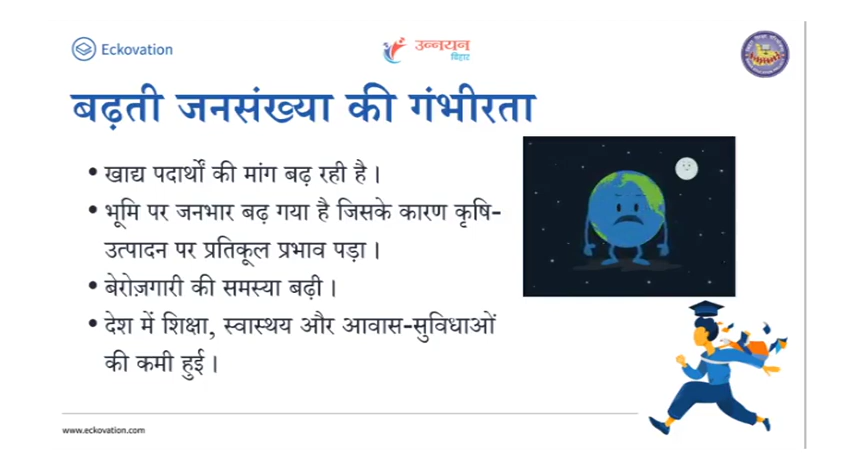 Eckovation
उन्नयन
बिहार
बढ़ती जनसंख्या की गंभीरता
• खाद्य पदार्थों की मांग बढ़ रही है।
• भूमि पर जनभार बढ़ गया है जिसके कारण कृषि-
उत्पादन पर प्रतिकूल प्रभाव पड़ा।
• बेरोज़गारी की समस्या बढ़ी।
• देश में शिक्षा, स्वास्थय और आवास-सुविधाओं
की कमी हुई।
www.eckovation.com